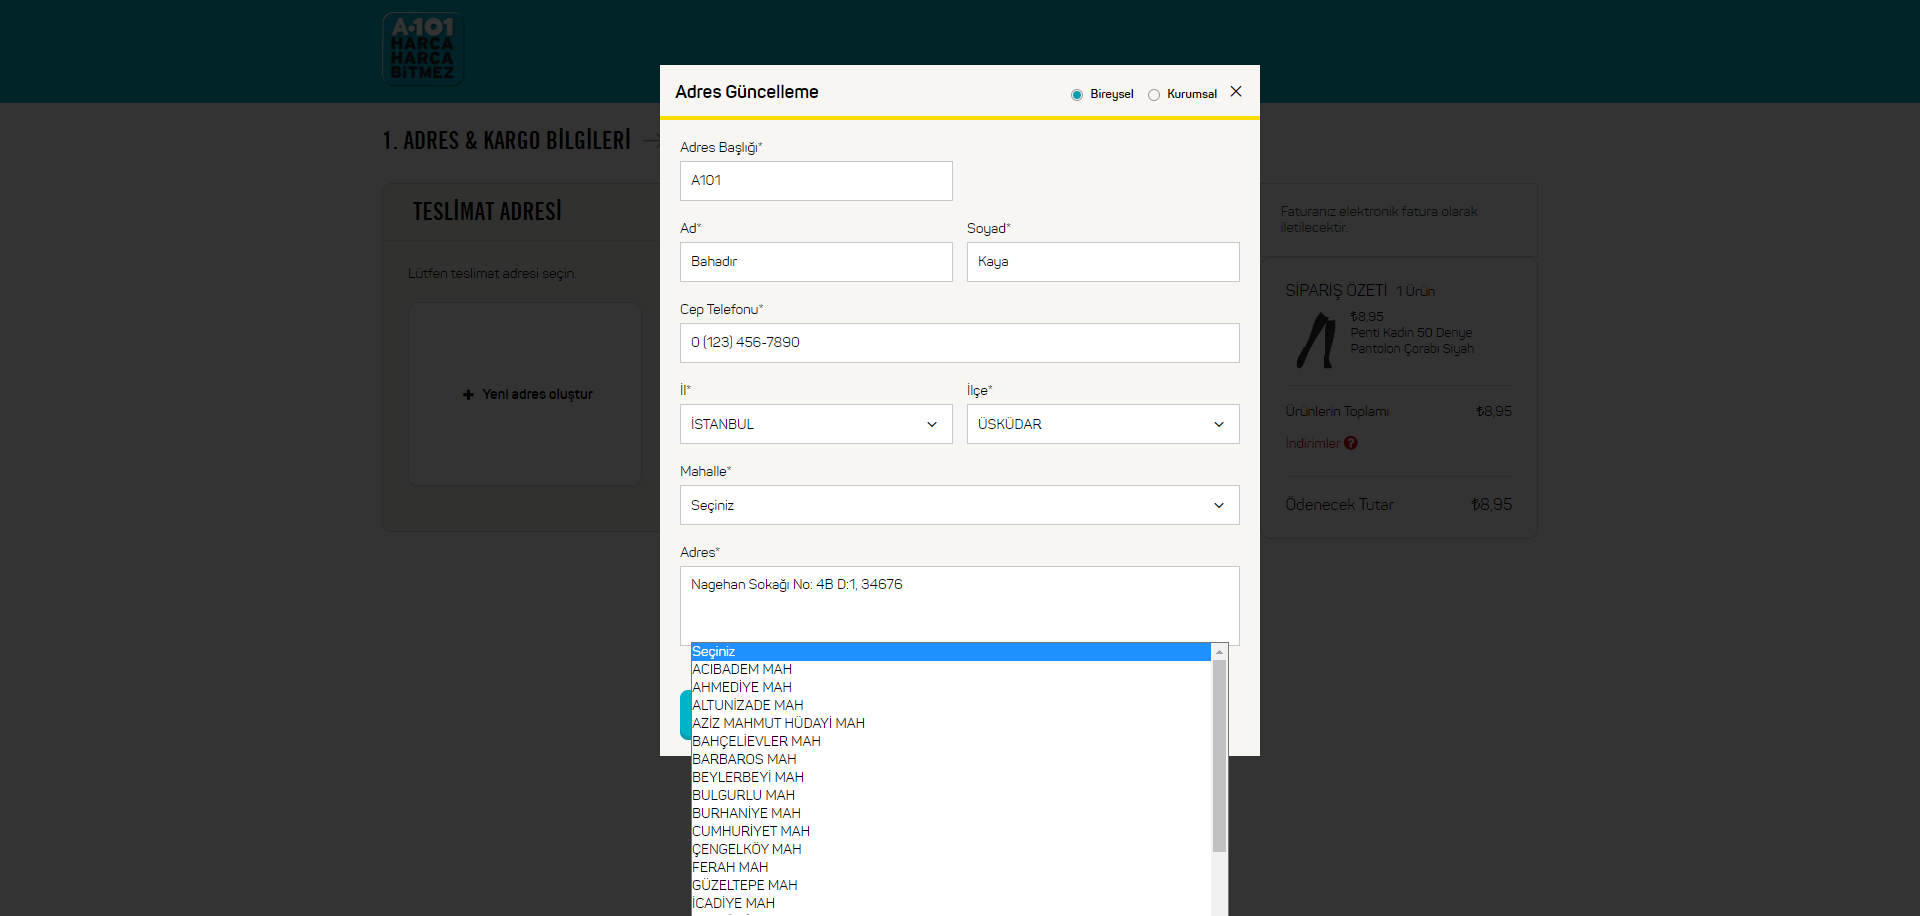 A·101
HARCA
HARCA
BİTMEZ
1. ADRES & KARGO BİLGİLERİ
TESLİMAT ADRESİ
Lütfen teslimat adresi seçin.
Yeni adres oluştur
Adres Güncelleme
Bireysel
Kurumsal
Adres Başlığı*
A101
Ad*
Soyad*
Bahadır
Kaya
Cep Telefonu*
0 (123) 456-7890
İl*
İlçe*
İSTANBUL
ÜSKÜDAR
Mahalle*
Seçiniz
Adres*
Nagehan Sokağı No: 4B D:1, 34676
Seçiniz
ACIBADEM MAH
AHMEDİYE MAH
ALTUNİZADE MAH
AZİZ MAHMUT HÜDAYİ MAH
BAHÇELİEVLER MAH
BARBAROS MAH
BEYLERBEYİ MAH
BULGURLU MAH
BURHANİYE MAH
CUMHURİYET MAH
ÇENGELKÖY MAH
FERAH MAH
GÜZELTEPE MAH
İCADİYE MAH
Faturanız elektronik fatura olarak
iletilecektir.
SİPARİŞ ÖZETİ 1 Ürün
₺8,95
Penti Kadın 50 Denye
Pantolon Çorabı Siyah
Ürünlerin Toplamı ₺8,95
İndirimler ?
Ödenecek Tutar ₺8,95